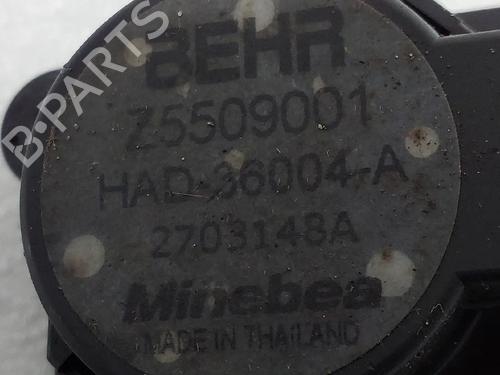 BEHR
Z5509001
HAD-36004-A
2703148A
Minebea
MADE IN THAILAND
B-PARTS